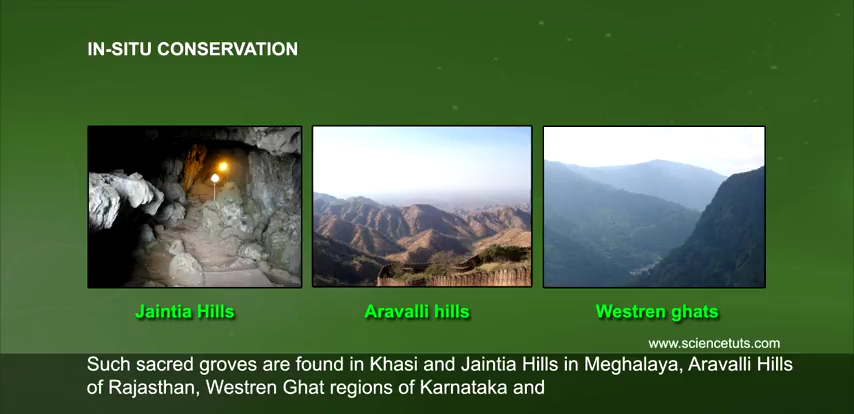 IN-SITU CONSERVATION
Jaintia Hills
Aravalli hills
Westren ghats
www.sciencetuts.com
Such sacred groves are found in Khasi and Jaintia Hills in Meghalaya, Aravalli Hills
of Rajasthan, Westren Ghat regions of Karnataka and